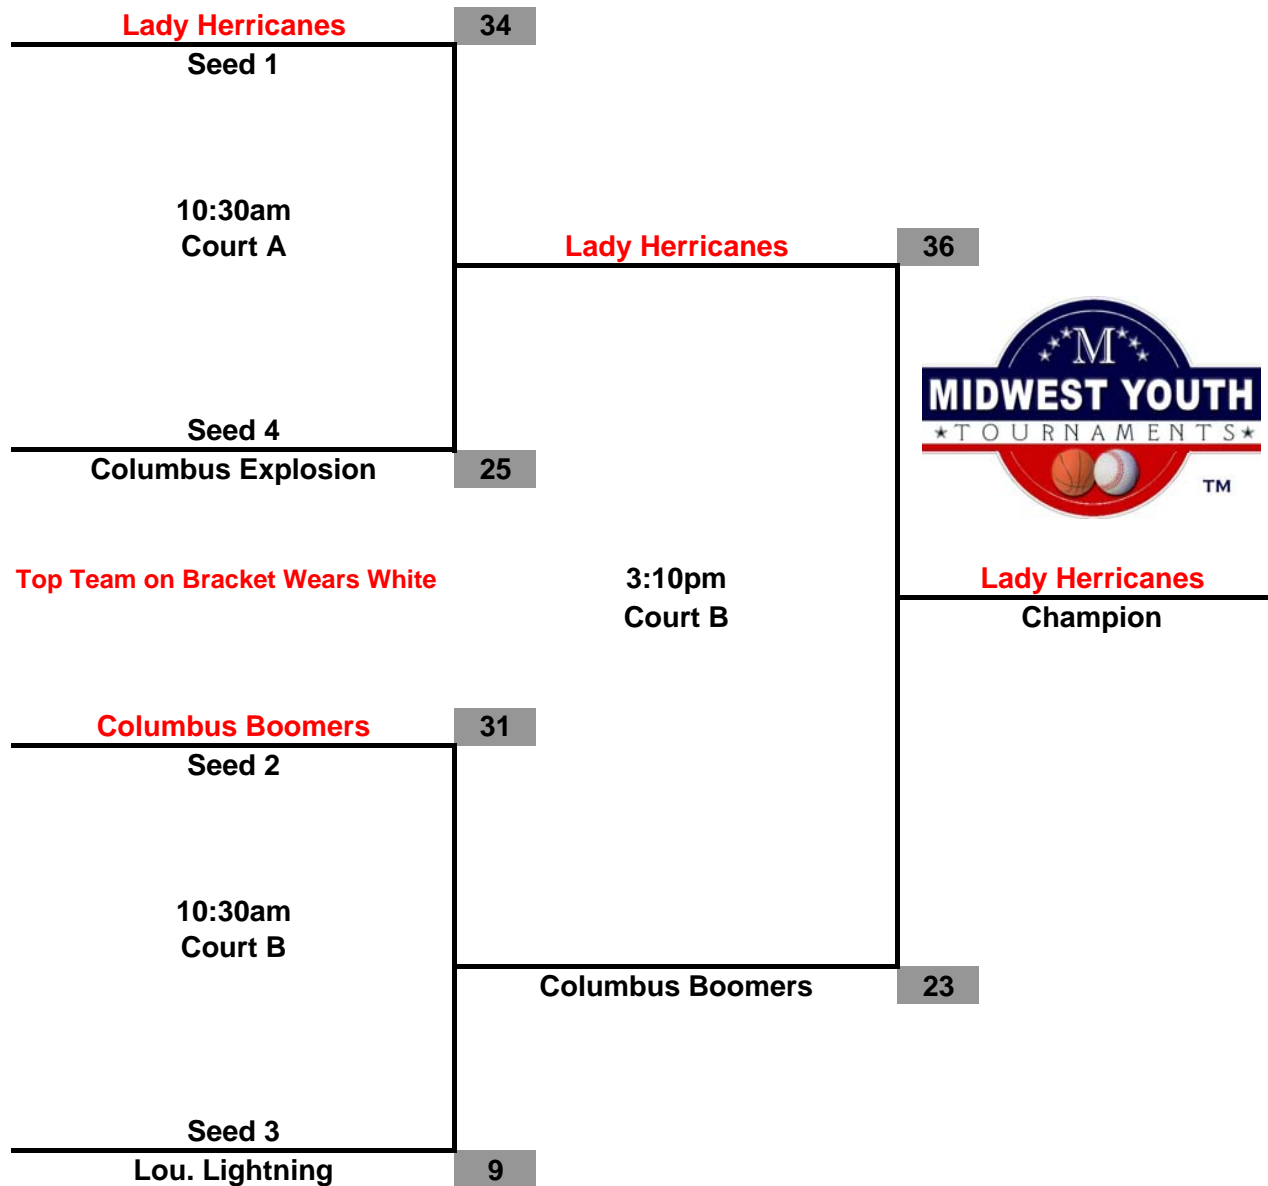 Lady Herricanes 34
Seed 1
10:30am
Court A
Lady Herricanes 36
M
MIDWEST YOUTH
TOURNAMENTS
TM
Seed 4
Columbus Explosion 25
Top Team on Bracket Wears White
3:10pm
Court B
Lady Herricanes
Champion
Columbus Boomers 31
Seed 2
10:30am
Court B
Columbus Boomers 23
Seed 3
Lou. Lightning 9